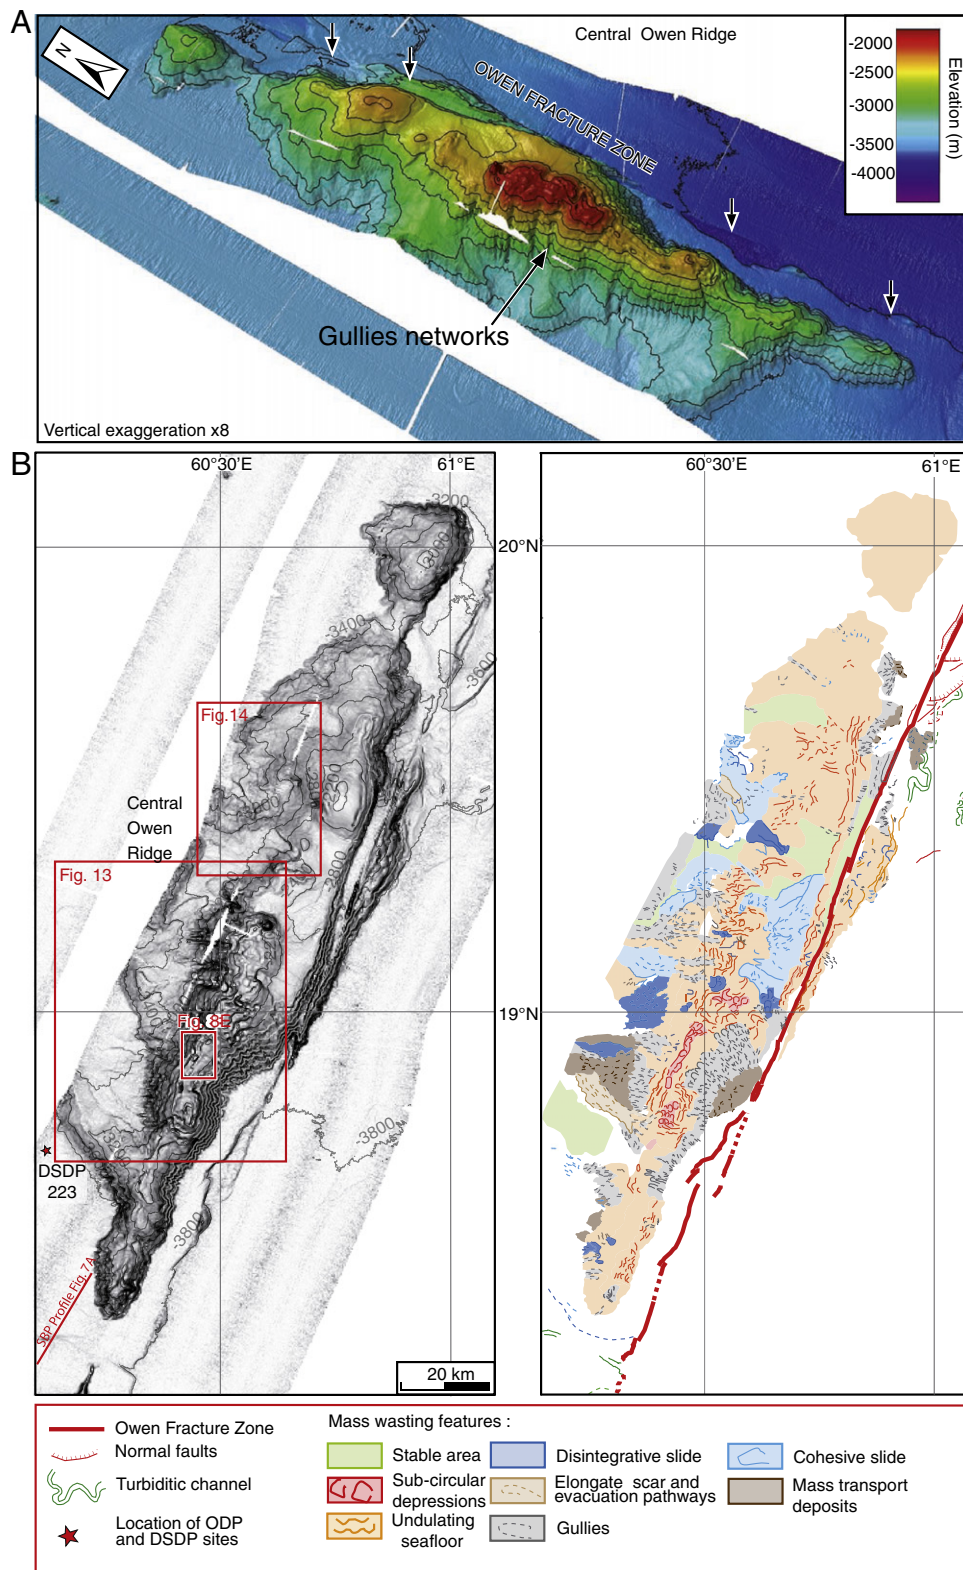 A
Central Owen Ridge
N
OWEN FRACTURE ZONE
-2000
-2500
-3000
-3500
-4000
Elevation (m)
Gullies networks
Vertical exaggeration x8
B
60°30'E
61°E
60°30'E
61°E
-3200
20°N
-3400
-3600
Fig.14
Central
Owen
Ridge
-2800
Fig. 13
19°N
Fig. 8E
-3800
DSDP
223
-3800
SBP Profile Fig. 7A
20 km
Owen Fracture Zone
Normal faults
Turbiditic channel
Location of ODP
and DSDP sites
Mass wasting features :
Stable area
Sub-circular
depressions
Undulating
seafloor
Disintegrative slide
Elongate scar and
evacuation pathways
Gullies
Cohesive slide
Mass transport
deposits